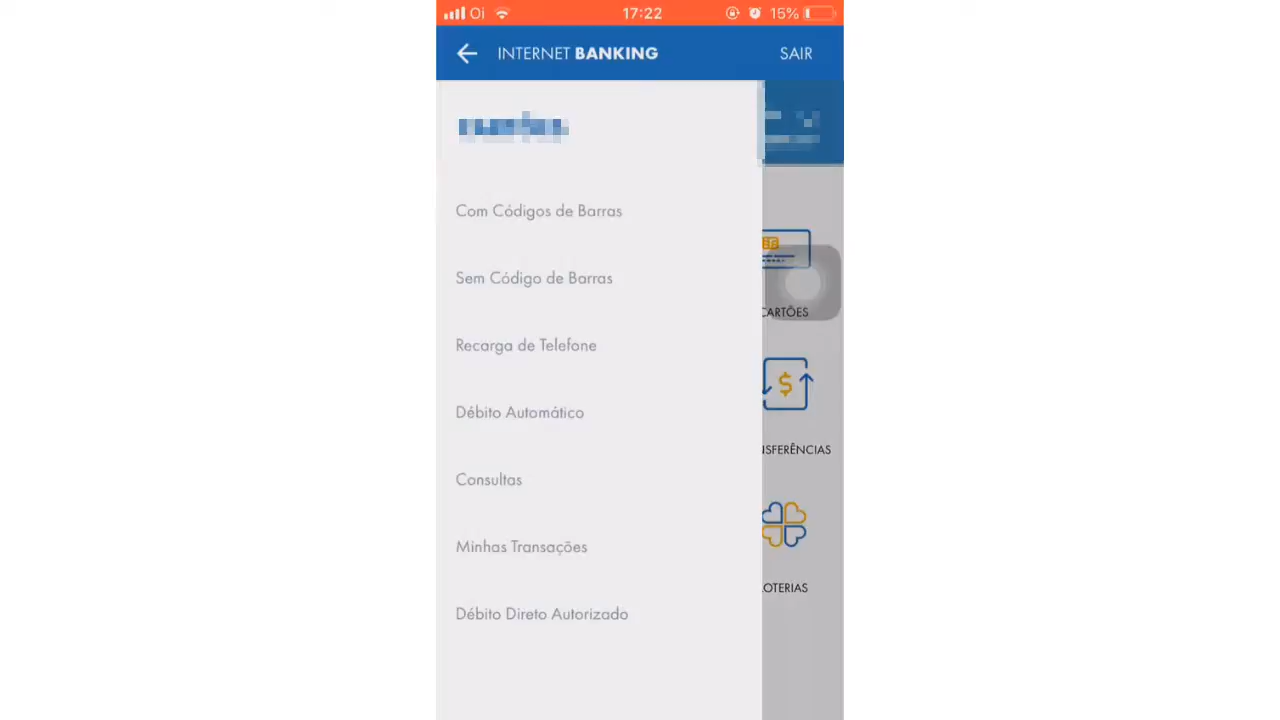 Oi 17:22 15%
INTERNET BANKING SAIR
Com Códigos de Barras
Sem Código de Barras
Recarga de Telefone
Débito Automático
Consultas
Minhas Transações
Débito Direto Autorizado
CARTÕES
NSFERÊNCIAS
LOTERIAS